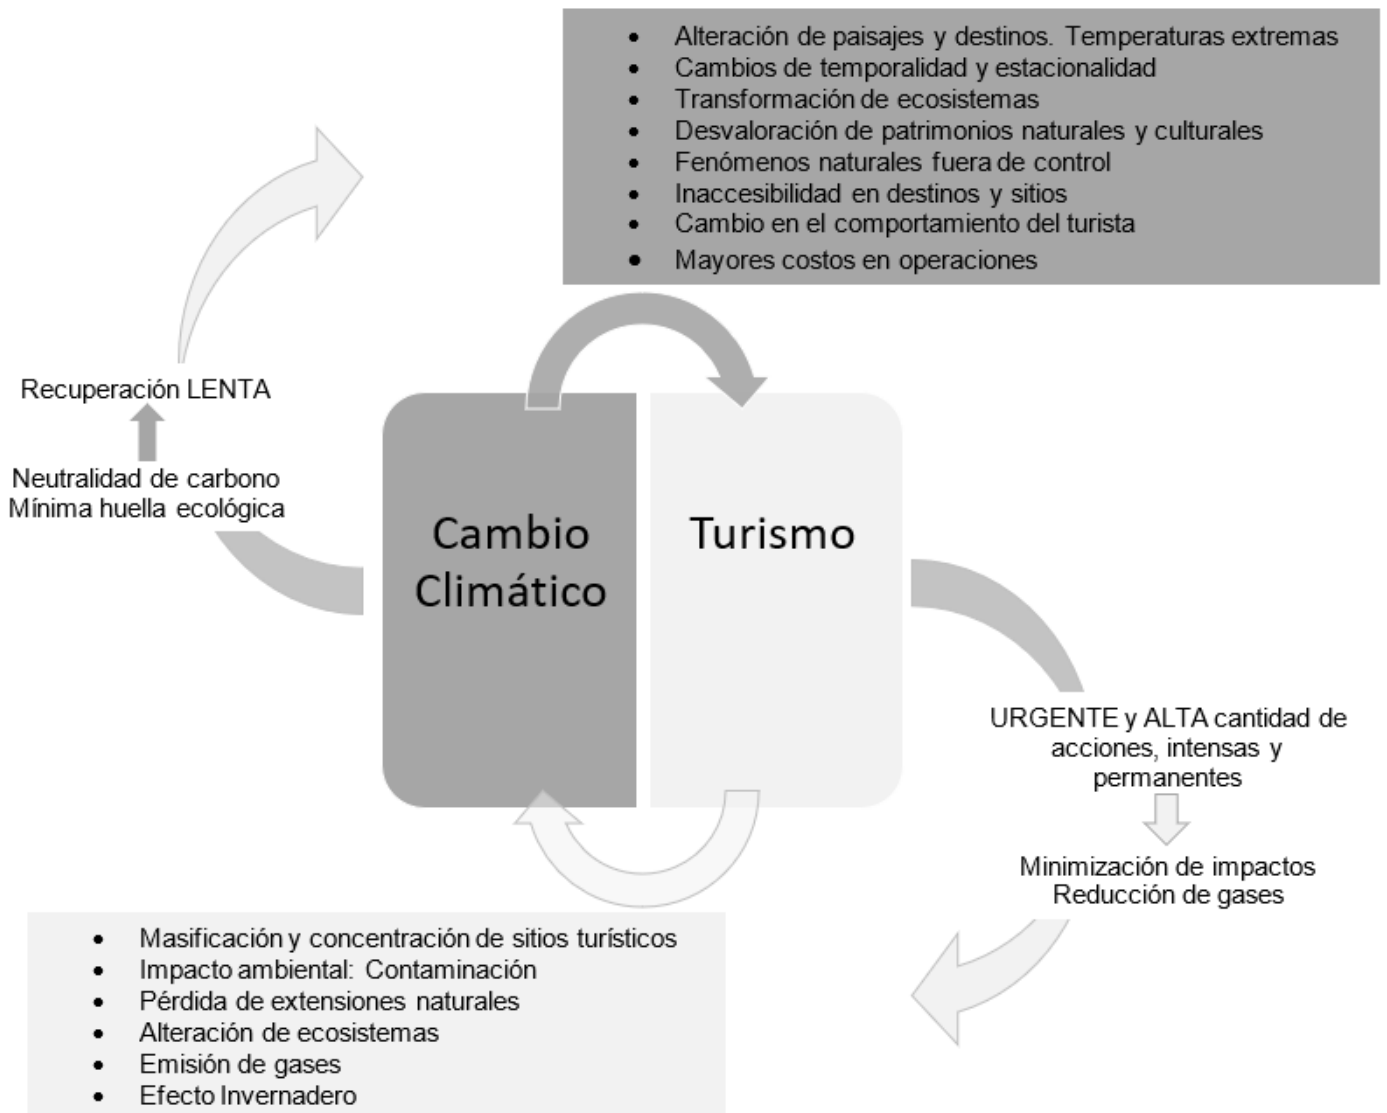 • Alteración de paisajes y destinos. Temperaturas extremas
• Cambios de temporalidad y estacionalidad
• Transformación de ecosistemas
• Desvaloración de patrimonios naturales y culturales
• Fenómenos naturales fuera de control
• Inaccesibilidad en destinos y sitios
• Cambio en el comportamiento del turista
• Mayores costos en operaciones
Recuperación LENTA
Neutralidad de carbono
Mínima huella ecológica
Cambio
Climático
Turismo
URGENTE y ALTA cantidad de
acciones, intensas y
permanentes
Minimización de impactos
Reducción de gases
• Masificación y concentración de sitios turísticos
• Impacto ambiental: Contaminación
• Pérdida de extensiones naturales
• Alteración de ecosistemas
• Emisión de gases
• Efecto Invernadero